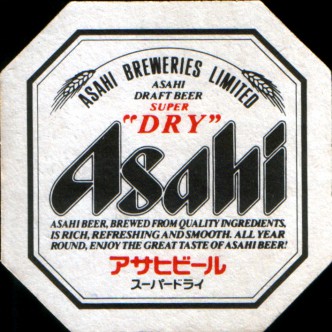 ASAHI BREWERIES LIMITED
ASAHI
DRAFT BEER
SUPER
"DRY"
Asahi
ASAHI BEER, BREWED FROM QUALITY INGREDIENTS,
IS RICH, REFRESHING AND SMOOTH. ALL YEAR
ROUND, ENJOY THE GREAT TASTE OF ASAHI BEER!
アサヒビール
スーパードライ